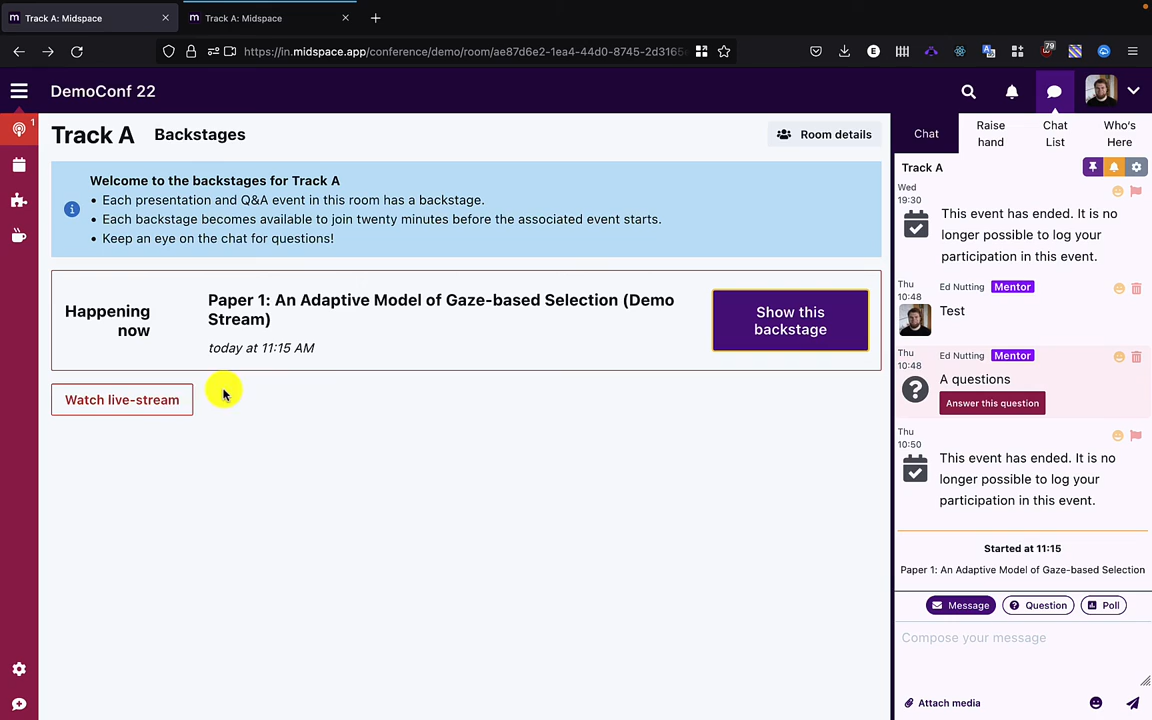 Track A: Midspace
Track A: Midspace
https://in.midspace.app/conference/demo/room/ae87d6e2-1ea4-44d0-8745-2d3165
79
DemoConf 22
1
Track A Backstages
Room details
Welcome to the backstages for Track A
• Each presentation and Q&A event in this room has a backstage.
• Each backstage becomes available to join twenty minutes before the associated event starts.
• Keep an eye on the chat for questions!
Happening
now
Paper 1: An Adaptive Model of Gaze-based Selection (Demo
Stream)
today at 11:15 AM
Show this
backstage
Watch live-stream
Chat
Raise
hand
Chat
List
Who's
Here
Track A
Wed
19:30
This event has ended. It is no
longer possible to log your
participation in this event.
Thu
10:48
Ed Nutting Mentor
Test
Thu
10:48
Ed Nutting Mentor
A questions
Answer this question
Thu
10:50
This event has ended. It is no
longer possible to log your
participation in this event.
Started at 11:15
Paper 1: An Adaptive Model of Gaze-based Selection
Message
Question
Poll
Compose your message
Attach media